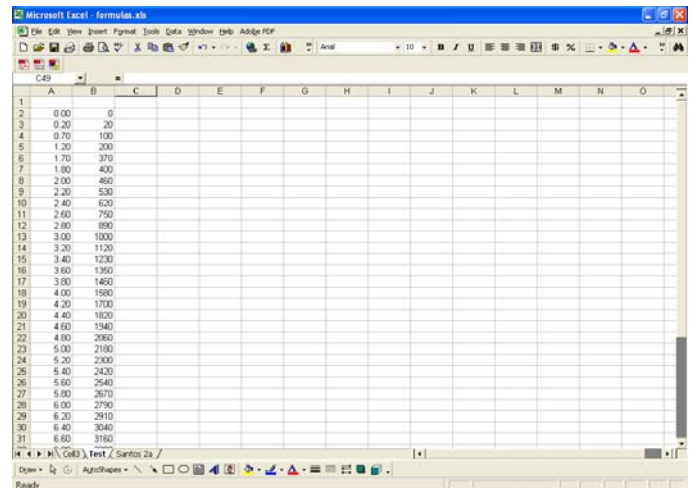 Microsoft Excel - formulas.xls
File Edit View Insert Format Tools Data Window Help Adobe PDF
Arial 10 B I U $ %
C49 =
A B C D E F G H I J K L M N O
1
2 0.00 0
3 0.20 20
4 0.70 100
5 1.20 200
6 1.70 370
7 1.80 400
8 2.00 460
9 2.20 530
10 2.40 620
11 2.60 750
12 2.80 890
13 3.00 1000
14 3.20 1120
15 3.40 1230
16 3.60 1350
17 3.80 1460
18 4.00 1580
19 4.20 1700
20 4.40 1820
21 4.60 1940
22 4.80 2060
23 5.00 2180
24 5.20 2300
25 5.40 2420
26 5.60 2540
27 5.80 2670
28 6.00 2790
29 6.20 2910
30 6.40 3040
31 6.60 3160
Cell3 Test Santos 2a
Draw AutoShapes
Ready